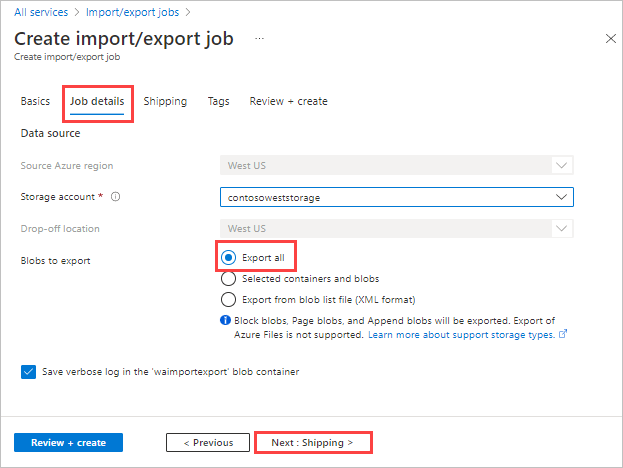 All services > Import/export jobs >
Create import/export job ...
Create import/export job
Basics Job details Shipping Tags Review + create
Data source
Source Azure region West US
Storage account * contosoweststorage
Drop-off location West US
Blobs to export Export all
Selected containers and blobs
Export from blob list file (XML format)
Block blobs, Page blobs, and Append blobs will be exported. Export of
Azure Files is not supported. Learn more about support storage types.
Save verbose log in the 'waimportexport' blob container
Review + create < Previous Next : Shipping >